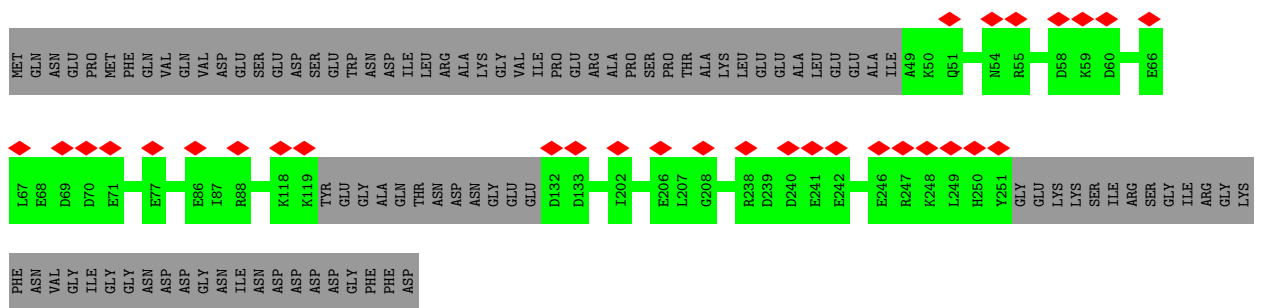 MET GLN ASN GLU PRO MET PHE GLN VAL GLN VAL ASP GLU SER GLU ASP SER GLU TRP ASN ASP ILE LEU ARG ALA LYS GLY VAL ILE PRO GLU ARG ALA PRO SER PRO THR ALA LYS LEU GLU GLU ALA LEU GLU GLU ALA ILE A49 K50 Q51 N54 R55 D58 K59 D60 E66
L67 E68 D69 D70 E71 E77 E86 I87 R88 K118 K119 TYR GLU GLY ALA GLN THR ASN ASP ASN GLY GLU GLU D132 D133 I202 E206 L207 G208 R238 D239 D240 E241 E242 E246 R247 K248 L249 H250 Y251 GLY GLU LYS LYS SER ILE ARG SER GLY ILE ARG GLY LYS
PHE ASN VAL GLY ILE GLY GLY ASN ASP ASP GLY ASN ILE ASN ASP ASP ASP ASP GLY PHE PHE ASP